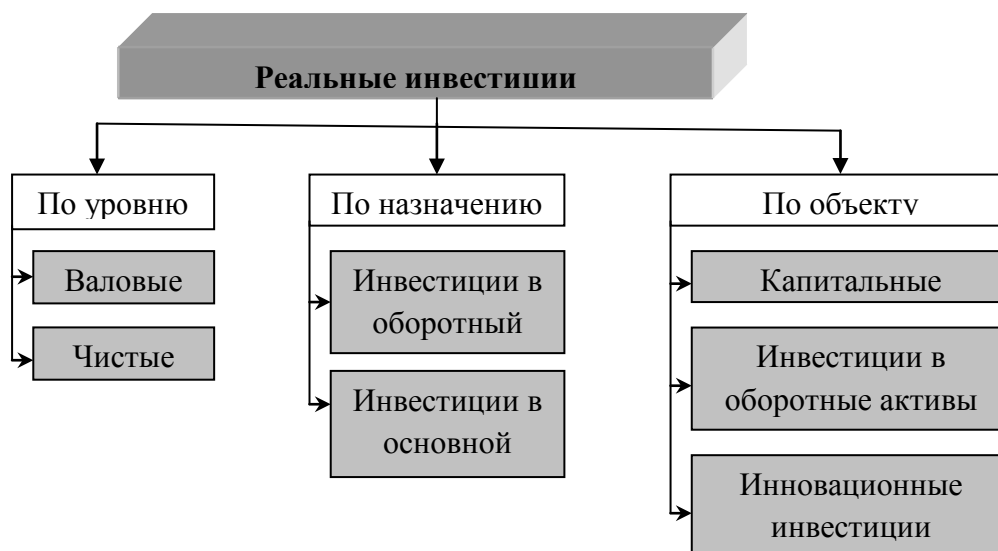 Реальные инвестиции
По уровню
Валовые
Чистые
По назначению
Инвестиции в
оборотный
Инвестиции в
основной
По объекту
Капитальные
Инвестиции в
оборотные активы
Инновационные
инвестиции